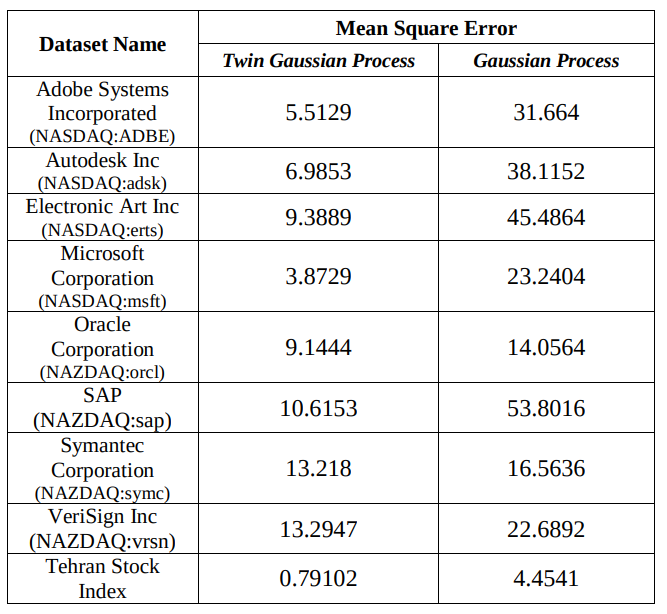 Dataset Name
Mean Square Error
Twin Gaussian Process
Gaussian Process
Adobe Systems
Incorporated
(NASDAQ:ADBE)
5.5129
31.664
Autodesk Inc
(NASDAQ:adsk)
6.9853
38.1152
Electronic Art Inc
(NASDAQ:erts)
9.3889
45.4864
Microsoft
Corporation
(NASDAQ:msft)
3.8729
23.2404
Oracle
Corporation
(NAZDAQ:orcl)
9.1444
14.0564
SAP
(NAZDAQ:sap)
10.6153
53.8016
Symantec
Corporation
(NAZDAQ:symc)
13.218
16.5636
VeriSign Inc
(NAZDAQ:vrsn)
13.2947
22.6892
Tehran Stock
Index
0.79102
4.4541